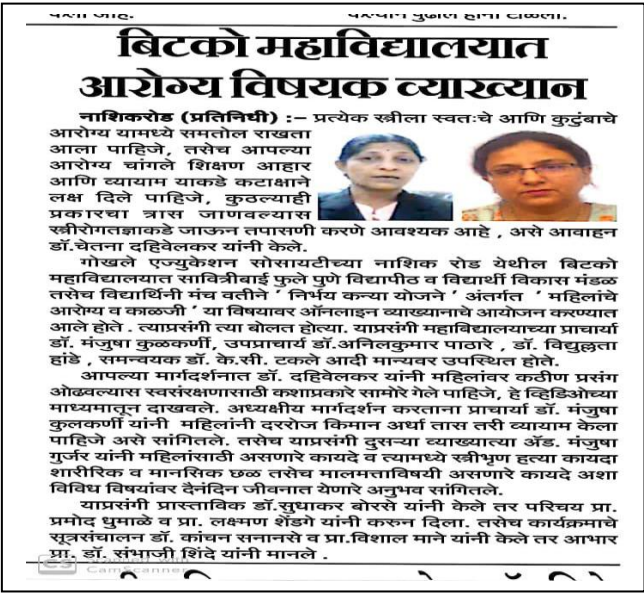 बिटको महाविद्यालयात
आरोग्य विषयक व्याख्यान
नाशिकरोड (प्रतिनिधी) :– प्रत्येक स्त्रीला स्वतःचे आणि कुटुंबाचे
आरोग्य यामध्ये समतोल राखता
आला पाहिजे, तसेच आपल्या
आरोग्य चांगले शिक्षण आहार
आणि व्यायाम याकडे कटाक्षाने
लक्ष दिले पाहिजे, कुठल्याही
प्रकारचा त्रास जाणवल्यास
स्त्रीरोगतज्ञाकडे जाऊन तपासणी करणे आवश्यक आहे , असे आवाहन
डॉ.चेतना दहिवेलकर यांनी केले.
गोखले एज्युकेशन सोसायटीच्या नाशिक रोड येथील बिटको
महाविद्यालयात सावित्रीबाई फुले पुणे विद्यापीठ व विद्यार्थी विकास मंडळ
तसेच विद्यार्थिनी मंच वतीने ' निर्भय कन्या योजने ' अंतर्गत ' महिलांचे
आरोग्य व काळजी ' या विषयावर ऑनलाइन व्याख्यानाचे आयोजन करण्यात
आले होते . त्याप्रसंगी त्या बोलत होत्या. याप्रसंगी महाबिद्यालयाच्या प्राचार्या
डॉ. मंजुषा कुळकर्णी, उपप्राचार्य डॉ.अनिलकुमार पाठारे , डॉ. विद्युल्लता
हांडे , समन्वयक डॉ. के.सी. टकले आदी मान्यवर उपस्थित होते.
आपल्या मार्गदर्शनात डॉ. दहिवेलकर यांनी महिलांवर कठीण प्रसंग
ओढवल्यास स्वसंरक्षणासाठी कशाप्रकारे सामोरे गेले पाहिजे, हे व्हिडिओच्या
माध्यमातून दाखवले. अध्यक्षीय मार्गदर्शन करताना प्राचार्या डॉ. मंजुषा
कुलकर्णी यांनी महिलांनी दररोज किमान अर्धा तास तरी व्यायाम केला
पाहिजे असे सांगितले. तसेच याप्रसंगी दुसऱ्या व्याख्यात्या ॲड. मंजुषा
गुर्जर यांनी महिलांसाठी असणारे कायदे व त्यामध्ये स्त्रीभृण हत्या कायदा
शारीरिक व मानसिक छळ तसेच मालमत्ताविषयी असणारे कायदे अशा
विविध विषयांवर दैनंदिन जीवनात येणारे अनुभव सांगितले.
याप्रसंगी प्रास्ताविक डॉ.सुधाकर बोरसे यांनी केले तर परिचय प्रा.
प्रमोद धुमाळे व प्रा. लक्ष्मण शेंडगे यांनी करुन दिला. तसेच कार्यक्रमाचे
सूत्रसंचालन डॉ. कांचन सनानसे व प्रा.विशाल माने यांनी केले तर आभार
प्रा. डॉ. संभाजी शिंदे यांनी मानले .
CS CamScanner